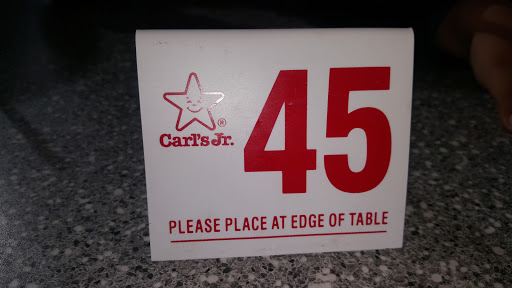 45
Carl's Jr.®
PLEASE PLACE AT EDGE OF TABLE